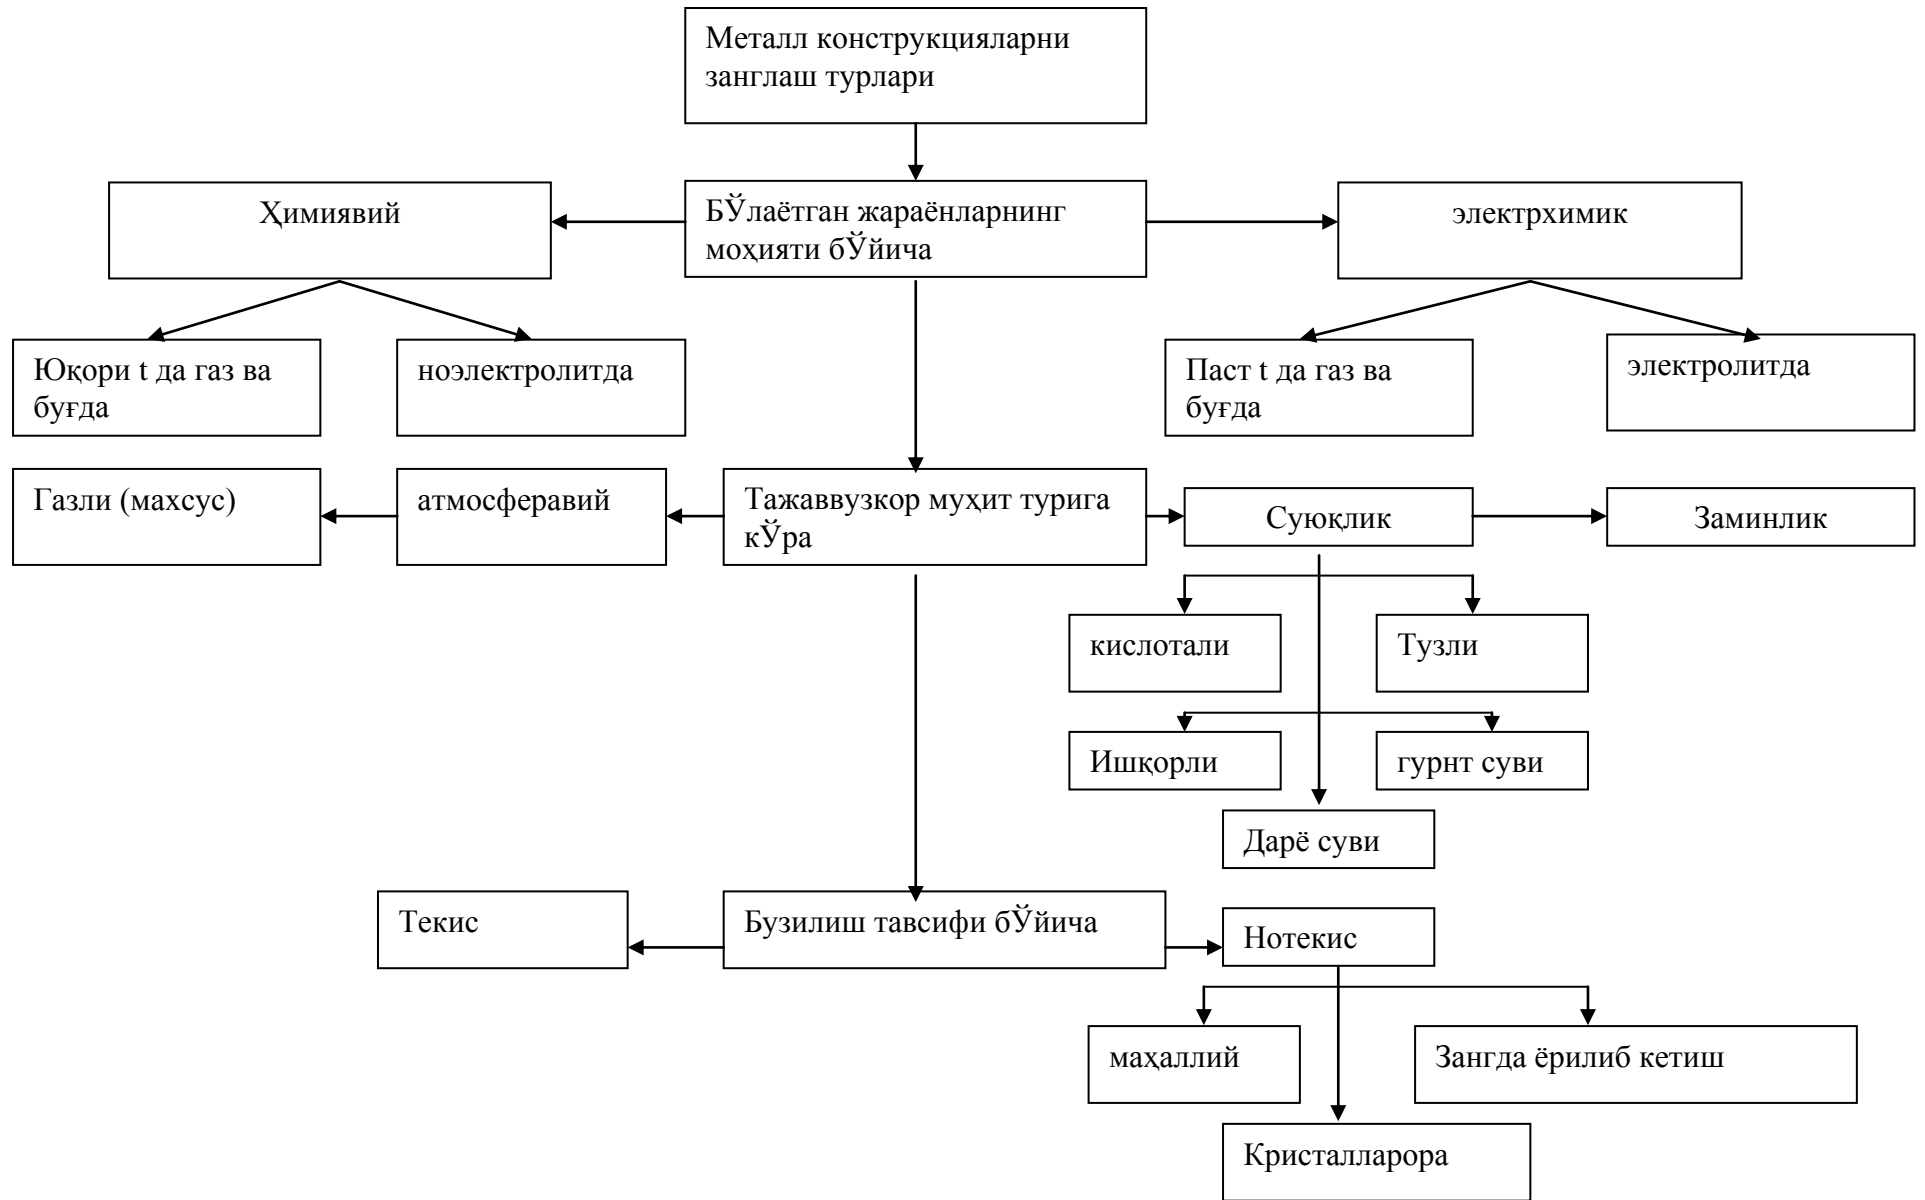 Металл конструкцияларни
занглаш турлари
Ҳимиявий
БЎлаётган жараёнларнинг
моҳияти бЎйича
электрхимик
Юқори t да газ ва
буғда
ноэлектролитда
Паст t да газ ва
буғда
электролитда
Газли (махсус)
атмосферавий
Тажаввузкор муҳит турига
кЎра
Суюқлик
Заминлик
кислотали
Тузли
Ишқорли
гурнт суви
Дарё суви
Текис
Бузилиш тавсифи бЎйича
Нотекис
маҳаллий
Зангда ёрилиб кетиш
Кристалларора